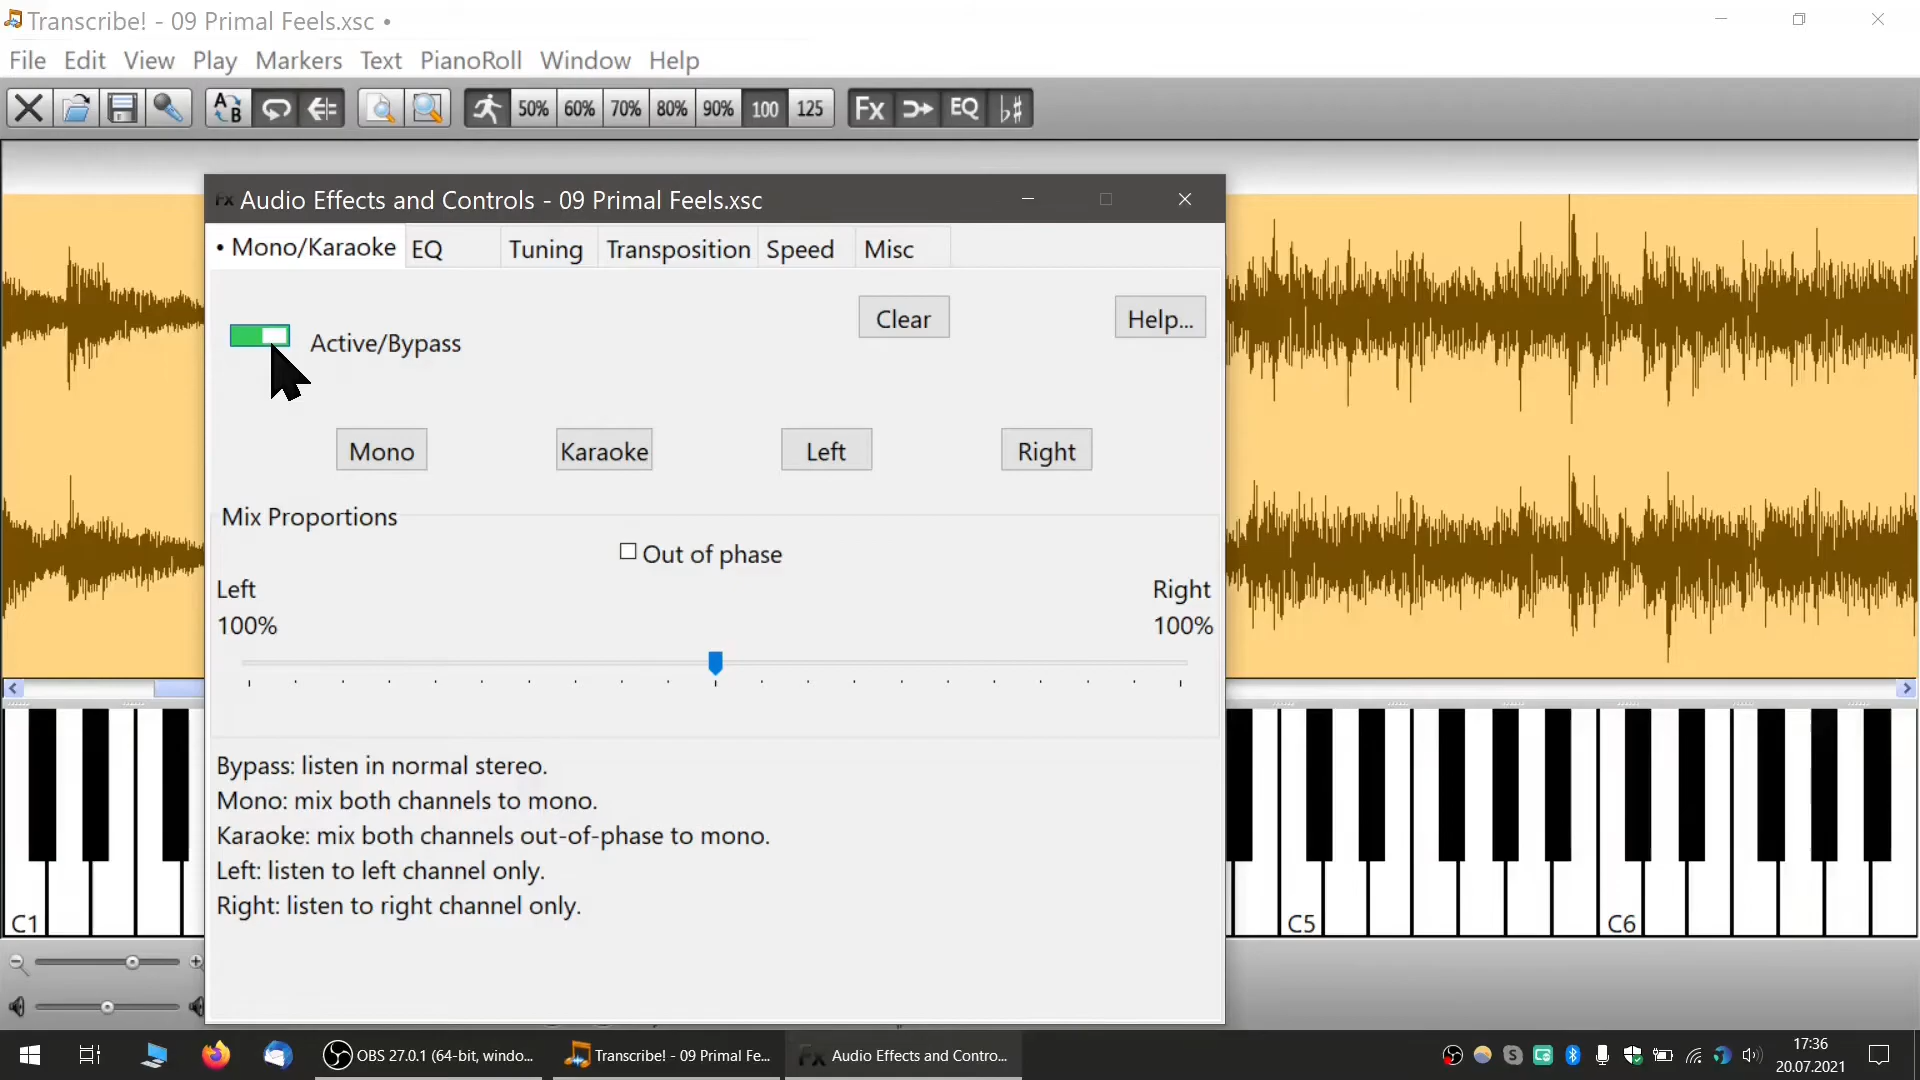 Transcribe! - 09 Primal Feels.xsc •
File Edit View Play Markers Text PianoRoll Window Help
A B 50% 60% 70% 80% 90% 100 125 Fx EQ ♭♯
Fx Audio Effects and Controls - 09 Primal Feels.xsc
• Mono/Karaoke EQ Tuning Transposition Speed Misc
Clear Help...
Active/Bypass
Mono Karaoke Left Right
Mix Proportions
Out of phase
Left Right
100% 100%
Bypass: listen in normal stereo.
Mono: mix both channels to mono.
Karaoke: mix both channels out-of-phase to mono.
Left: listen to left channel only.
Right: listen to right channel only.
C1 C5 C6
OBS 27.0.1 (64-bit, windo... Transcribe! - 09 Primal Fe... Fx Audio Effects and Contro... 17:36
20.07.2021